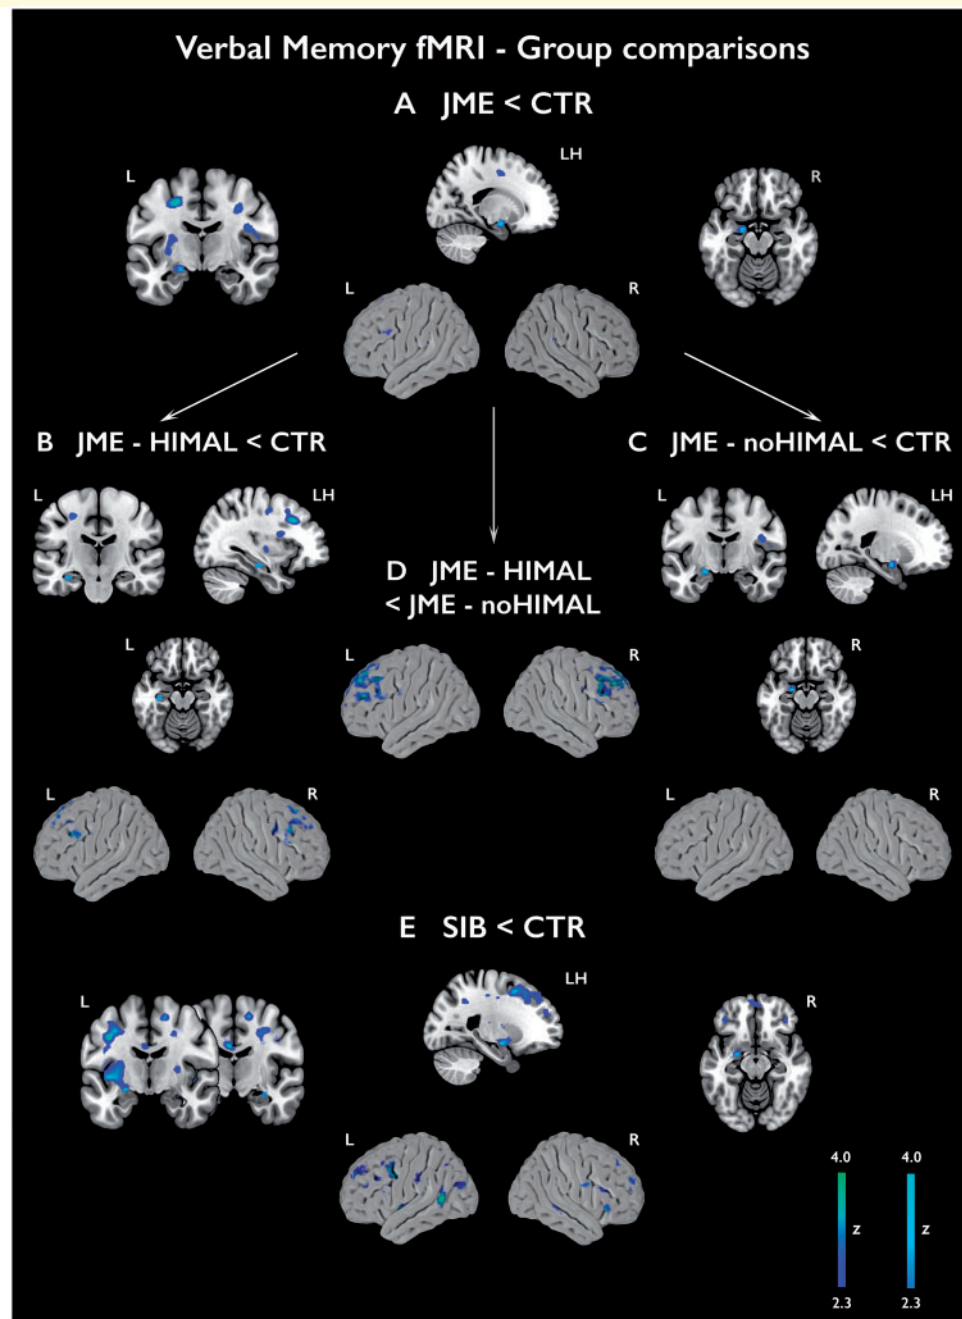 Verbal Memory fMRI - Group comparisons
A JME < CTR
L
LH
R
L
R
B JME - HIMAL < CTR
C JME - noHIMAL < CTR
L
LH
L
LH
D JME - HIMAL
< JME - noHIMAL
L
R
L
R
L
R
L
R
E SIB < CTR
L
LH
R
L
R
4.0
4.0
z
z
2.3
2.3